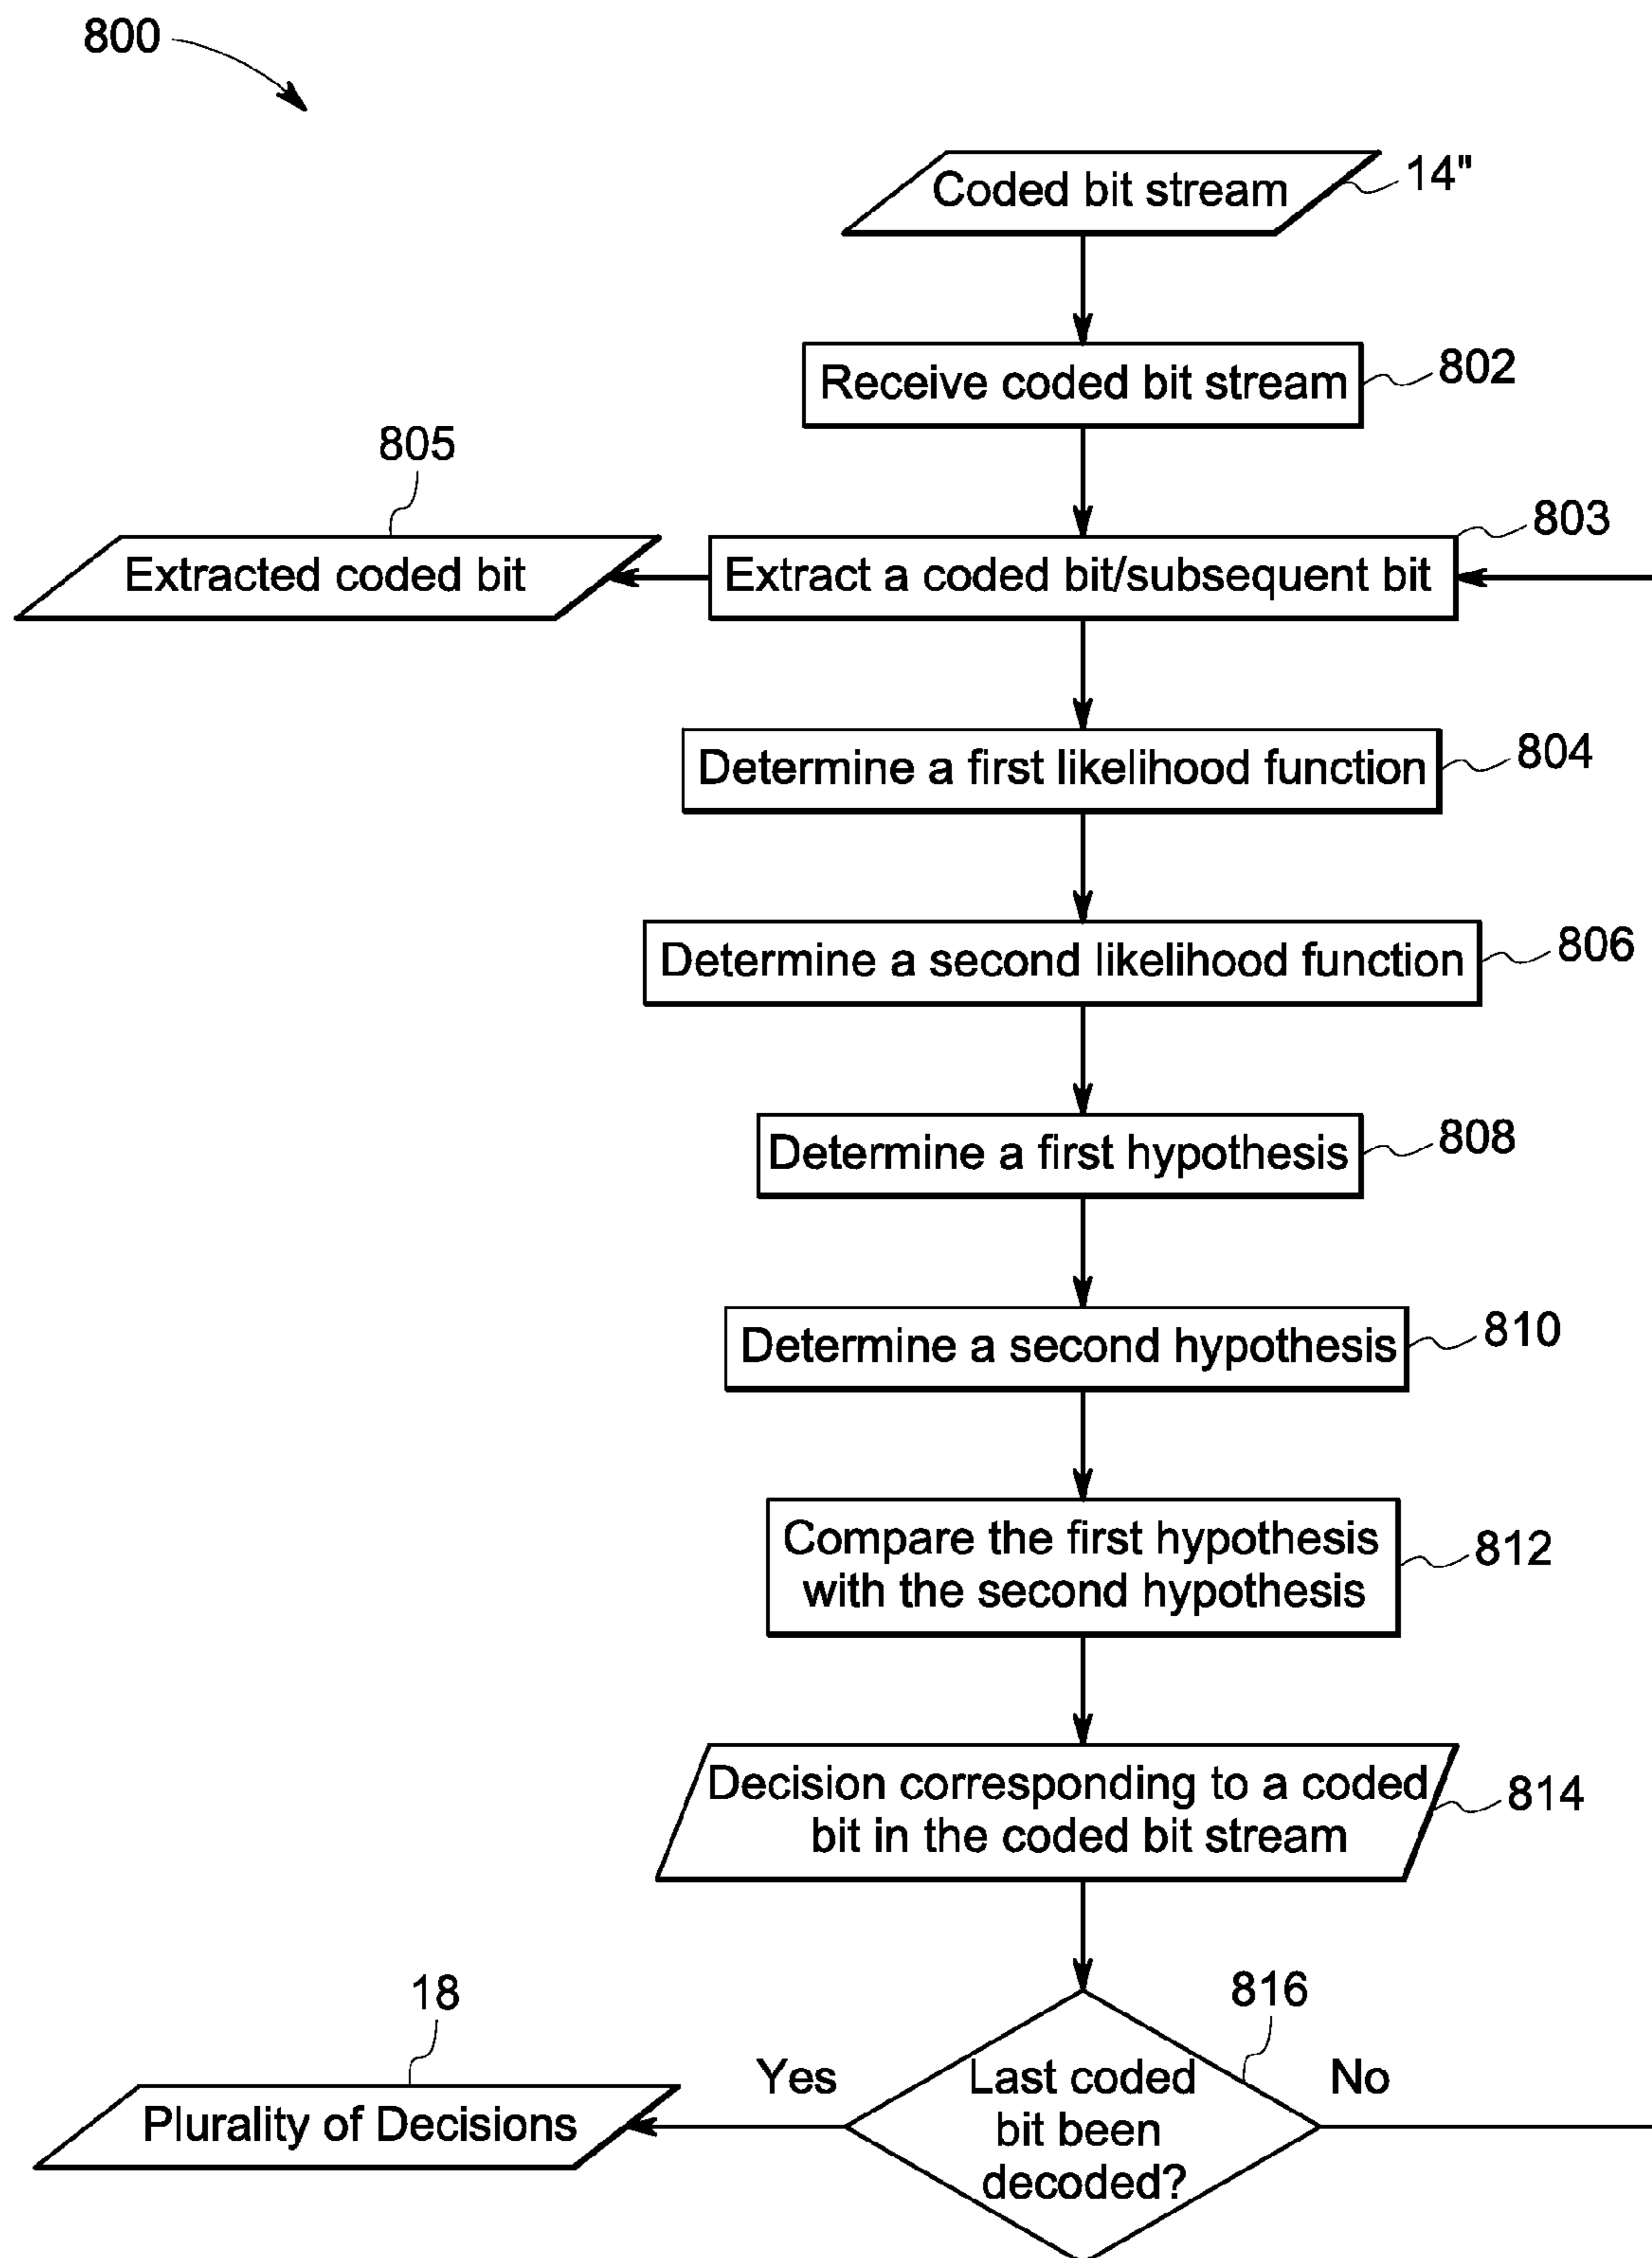 800
Coded bit stream
14"
Receive coded bit stream
802
805
803
Extracted coded bit
Extract a coded bit/subsequent bit
Determine a first likelihood function
804
Determine a second likelihood function
806
Determine a first hypothesis
808
Determine a second hypothesis
810
Compare the first hypothesis
with the second hypothesis
812
Decision corresponding to a coded
bit in the coded bit stream
814
18
816
Yes
No
Last coded
bit been
decoded?
Plurality of Decisions